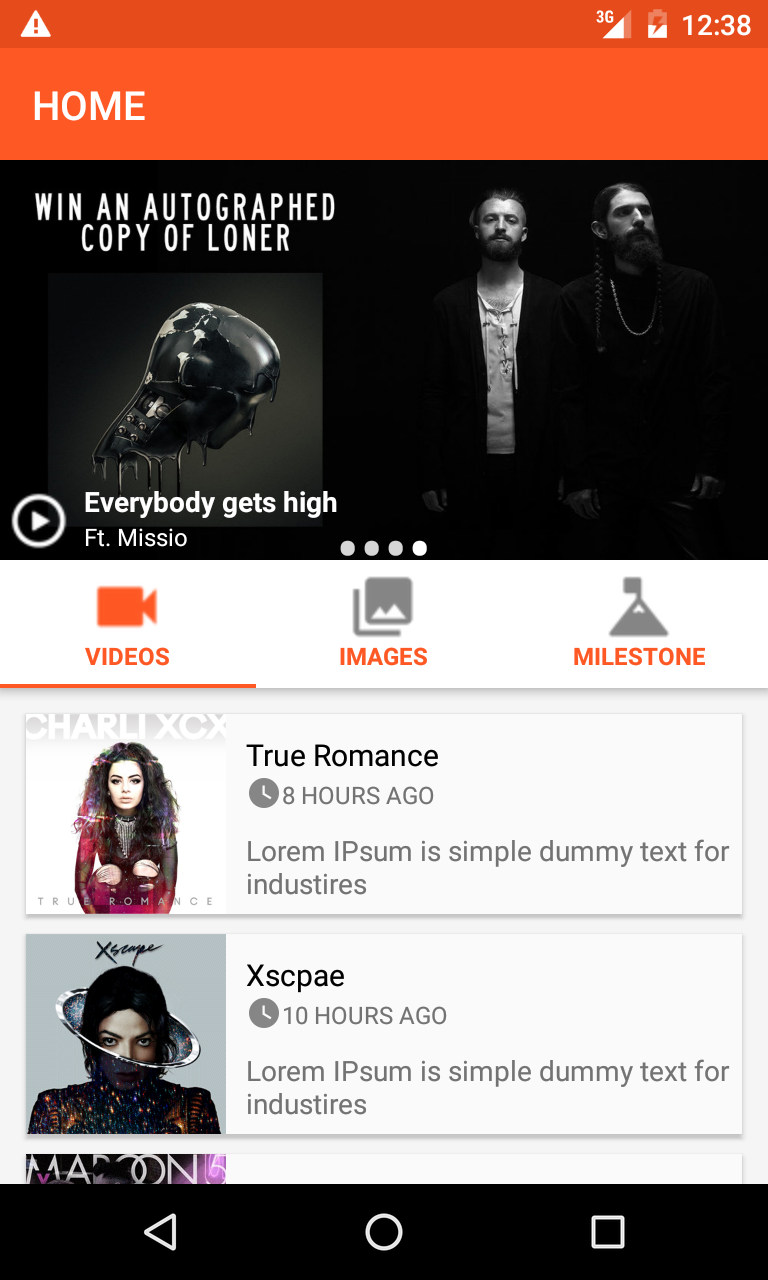 3G 12:38
HOME
WIN AN AUTOGRAPHED
COPY OF LONER
Everybody gets high
Ft. Missio
VIDEOS IMAGES MILESTONE
CHARLI XCX
TRUE ROMANCE
True Romance
8 HOURS AGO
Lorem IPsum is simple dummy text for
industires
Xscape
Xscpae
10 HOURS AGO
Lorem IPsum is simple dummy text for
industires
MAROON 5